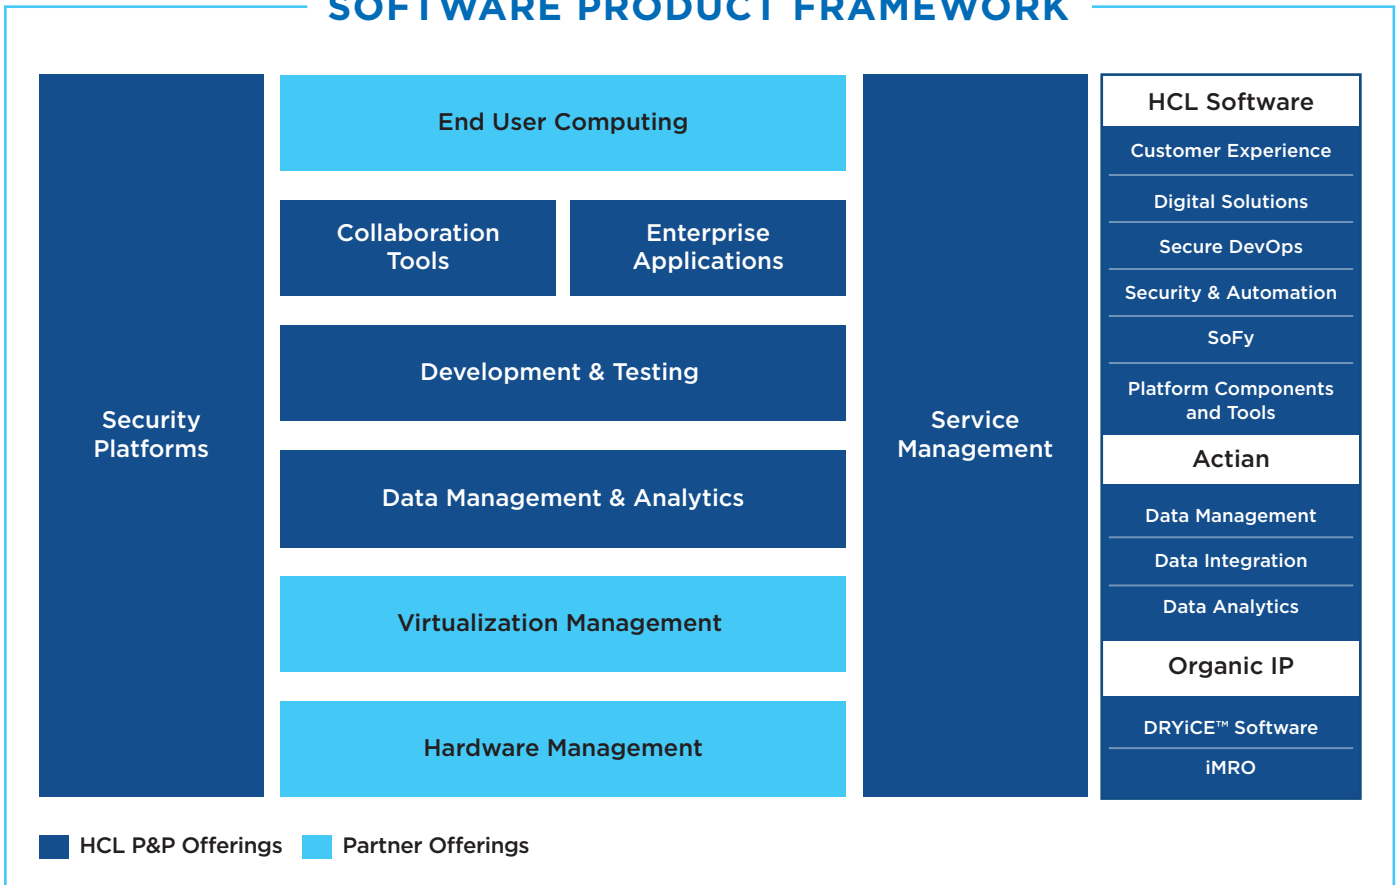 SOFTWARE PRODUCT FRAMEWORK
Security
Platforms
End User Computing
Collaboration
Tools
Enterprise
Applications
Development & Testing
Data Management & Analytics
Virtualization Management
Hardware Management
Service
Management
HCL Software
Customer Experience
Digital Solutions
Secure DevOps
Security & Automation
SoFy
Platform Components
and Tools
Actian
Data Management
Data Integration
Data Analytics
Organic IP
DRYiCE™ Software
iMRO
HCL P&P Offerings
Partner Offerings